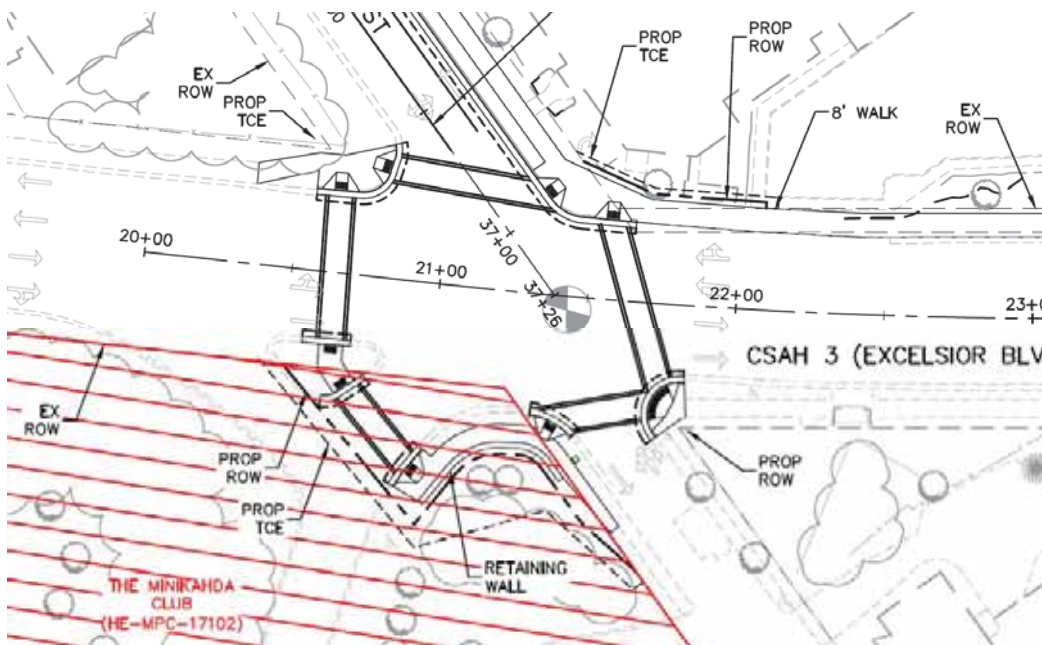 ST
PROP
TCE
PROP
ROW
EX
ROW
PROP
TCE
8' WALK
EX
ROW
20+00
21+00
37+00
37+26
22+00
23+0
CSAH 3 (EXCELSIOR BLV
EX
ROW
PROP
ROW
PROP
TCE
PROP
ROW
RETAINING
WALL
THE MINIKAHDA
CLUB
(HE-MPC-17102)